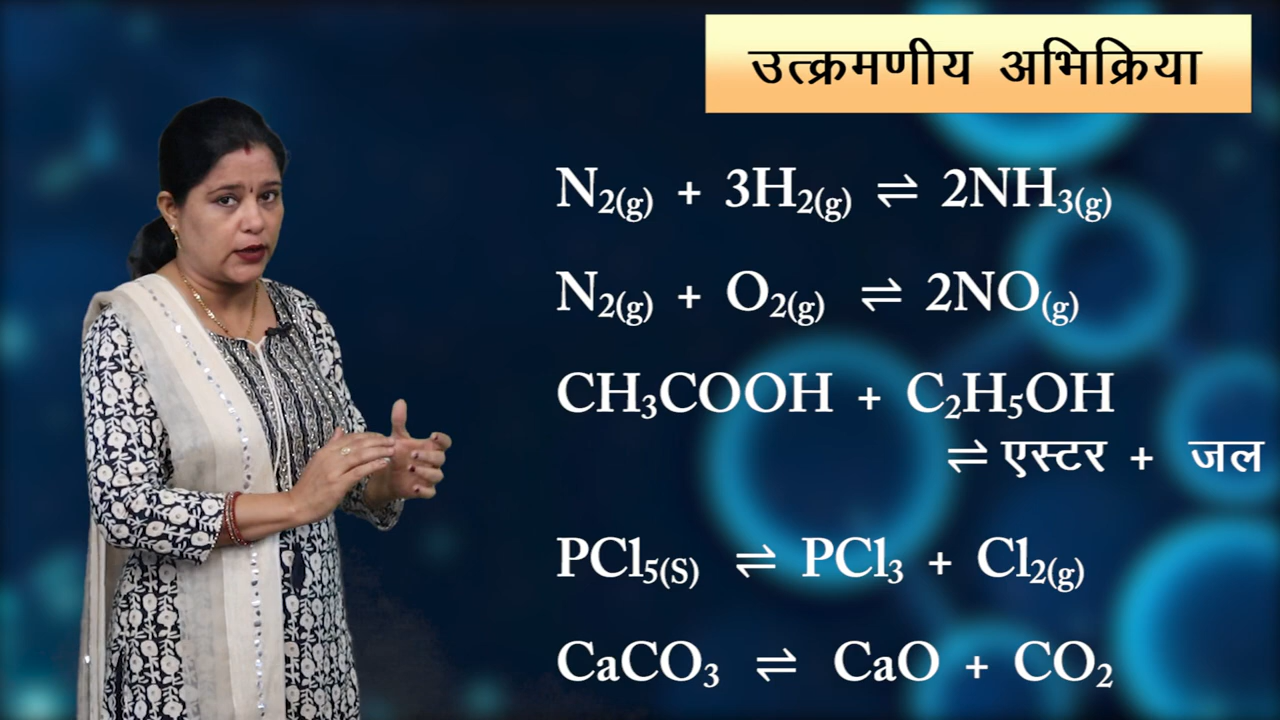 उत्क्रमणीय अभिक्रिया
N₂(g) + 3H₂(g) ⇌ 2NH₃(g)
N₂(g) + O₂(g) ⇌ 2NO(g)
CH₃COOH + C₂H₅OH
⇌ एस्टर + जल
PCl₅(S) ⇌ PCl₃ + Cl₂(g)
CaCO₃ ⇌ CaO + CO₂